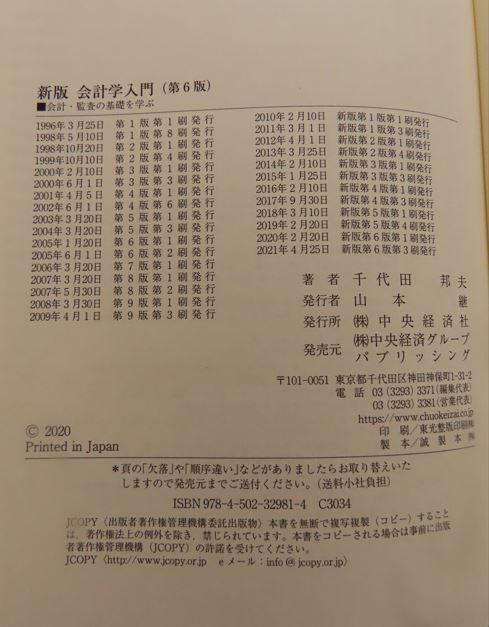 新版 会計学入門（第6版）
■会計・監査の基礎を学ぶ
1996年3月25日 第1版第1刷発行
1998年5月10日 第1版第8刷発行
1998年10月20日 第2版第1刷発行
1999年10月10日 第2版第4刷発行
2000年2月10日 第3版第1刷発行
2000年6月1日 第3版第3刷発行
2001年4月5日 第4版第1刷発行
2002年6月1日 第4版第6刷発行
2003年3月20日 第5版第1刷発行
2004年3月20日 第5版第3刷発行
2005年1月20日 第6版第1刷発行
2005年6月1日 第6版第2刷発行
2006年3月20日 第7版第1刷発行
2007年3月20日 第8版第1刷発行
2007年5月30日 第8版第2刷発行
2008年3月30日 第9版第1刷発行
2009年4月1日 第9版第3刷発行
2010年2月10日 新版第1版第1刷発行
2011年3月1日 新版第1版第3刷発行
2012年4月1日 新版第2版第1刷発行
2013年3月25日 新版第2版第4刷発行
2014年2月10日 新版第3版第1刷発行
2015年1月25日 新版第3版第3刷発行
2016年2月10日 新版第4版第1刷発行
2017年9月30日 新版第4版第3刷発行
2018年3月10日 新版第5版第1刷発行
2019年2月20日 新版第5版第4刷発行
2020年2月20日 新版第6版第1刷発行
2021年4月25日 新版第6版第3刷発行
著者 千代田 邦夫
発行者 山本 継
発行所 ㈱中央経済社
発売元 ㈱中央経済グループ
パブリッシング
〒101-0051 東京都千代田区神田神保町1-31-2
電話 03 (3293) 3371(編集代表)
03 (3293) 3381(営業代表)
https://www.chuokeizai.co.jp
印刷／東光整版印刷㈱
製本／誠製本㈱
© 2020
Printed in Japan
＊頁の「欠落」や「順序違い」などがありましたらお取り替えいた
しますので発売元までご送付ください。（送料小社負担）
ISBN978-4-502-32981-4 C3034
JCOPY〈出版者著作権管理機構委託出版物〉本書を無断で複写複製（コピー）すること
は，著作権法上の例外を除き，禁じられています。本書をコピーされる場合は事前に出版
者著作権管理機構（JCOPY）の許諾を受けてください。
JCOPY〈http://www.jcopy.or.jp eメール：info@jcopy.or.jp〉